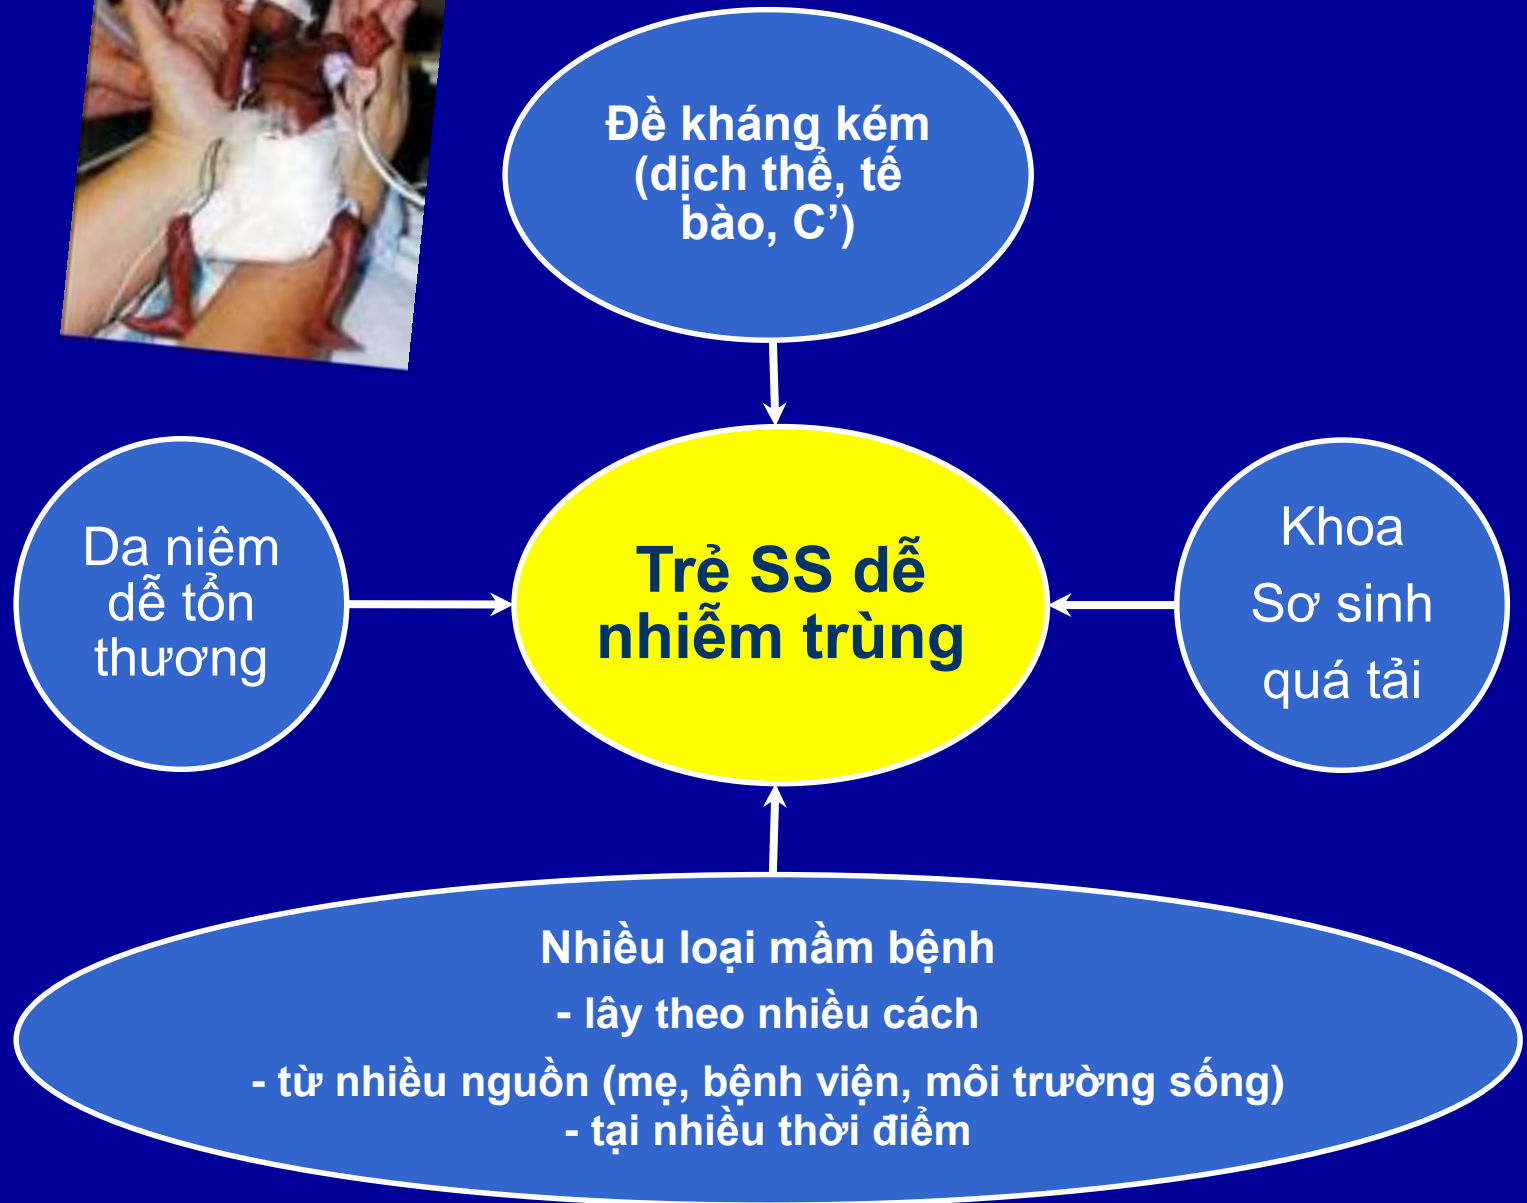 Đề kháng kém
(dịch thể, tế
bào, C’)
Da niêm
dễ tổn
thương
Trẻ SS dễ
nhiễm trùng
Khoa
Sơ sinh
quá tải
Nhiều loại mầm bệnh
- lây theo nhiều cách
- từ nhiều nguồn (mẹ, bệnh viện, môi trường sống)
- tại nhiều thời điểm